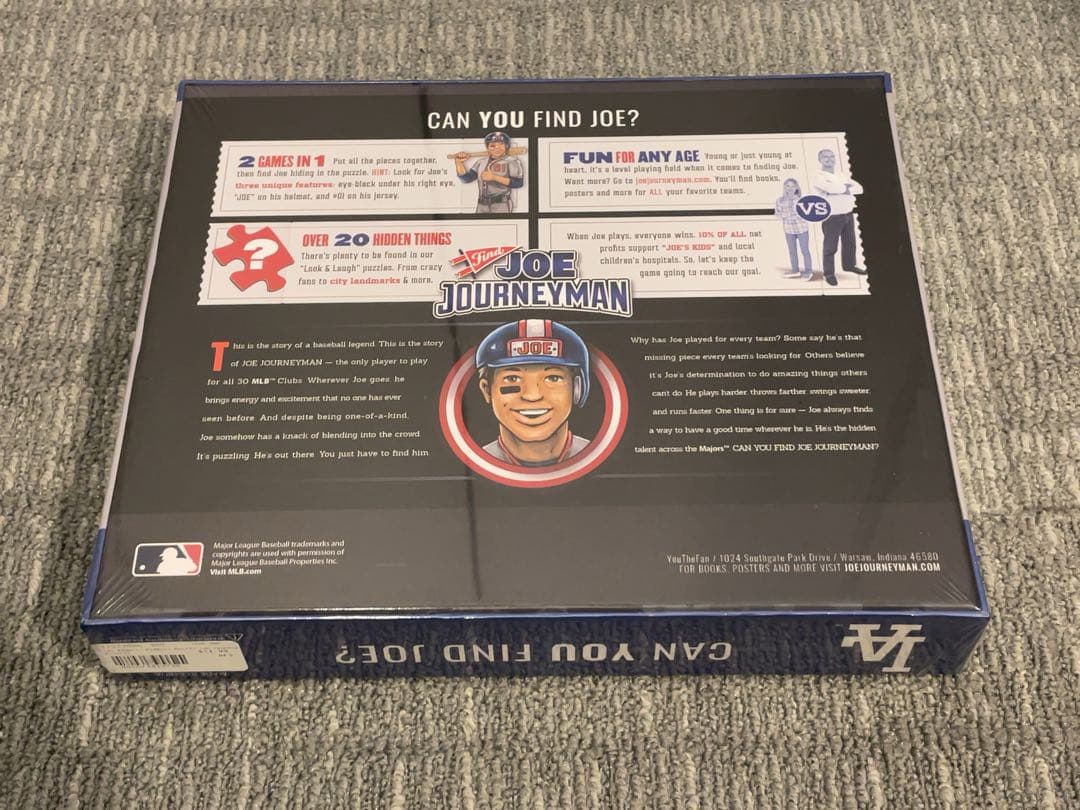 CAN YOU FIND JOE?
2 GAMES IN 1 Put all the pieces together,
then find Joe hiding in the puzzle. HINT: Look for Joe's
three unique features: eye-black under his right eye,
"JOE" on his helmet, and #01 on his jersey.
FUN FOR ANY AGE Young or just young at
heart, it's a level playing field when it comes to finding Joe.
Want more? Go to joejourneyman.com. You'll find books,
posters and more for ALL your favorite teams.
VS
?
OVER 20 HIDDEN THINGS
There's plenty to be found in our
"Look & Laugh" puzzles. From crazy
fans to city landmarks & more.
When Joe plays, everyone wins. 10% OF ALL net
profits support "JOE'S KIDS" and local
children's hospitals. So, let's keep the
game going to reach our goal.
Find
JOE
JOURNEYMAN
JOE
This is the story of a baseball legend. This is the story
of JOE JOURNEYMAN — the only player to play
for all 30 MLB™ Clubs. Wherever Joe goes he
brings energy and excitement that no one has ever
seen before. And despite being one-of-a-kind,
Joe somehow has a knack of blending into the crowd.
It's puzzling. He's out there. You just have to find him.
Why has Joe played for every team? Some say he's that
missing piece every team's looking for. Others believe
it's Joe's determination to do amazing things others
can't do. He plays harder, throws farther, swings sweeter,
and runs faster. One thing is for sure — Joe always finds
a way to have a good time wherever he is. He's the hidden
talent across the Majors™ CAN YOU FIND JOE JOURNEYMAN?
Major League Baseball trademarks and
copyrights are used with permission of
Major League Baseball Properties Inc.
Visit MLB.com
YouTheFan / 1024 Southgate Park Drive / Warsaw, Indiana 46580
FOR BOOKS, POSTERS AND MORE VISIT JOEJOURNEYMAN.COM
CAN YOU FIND JOE?
LA